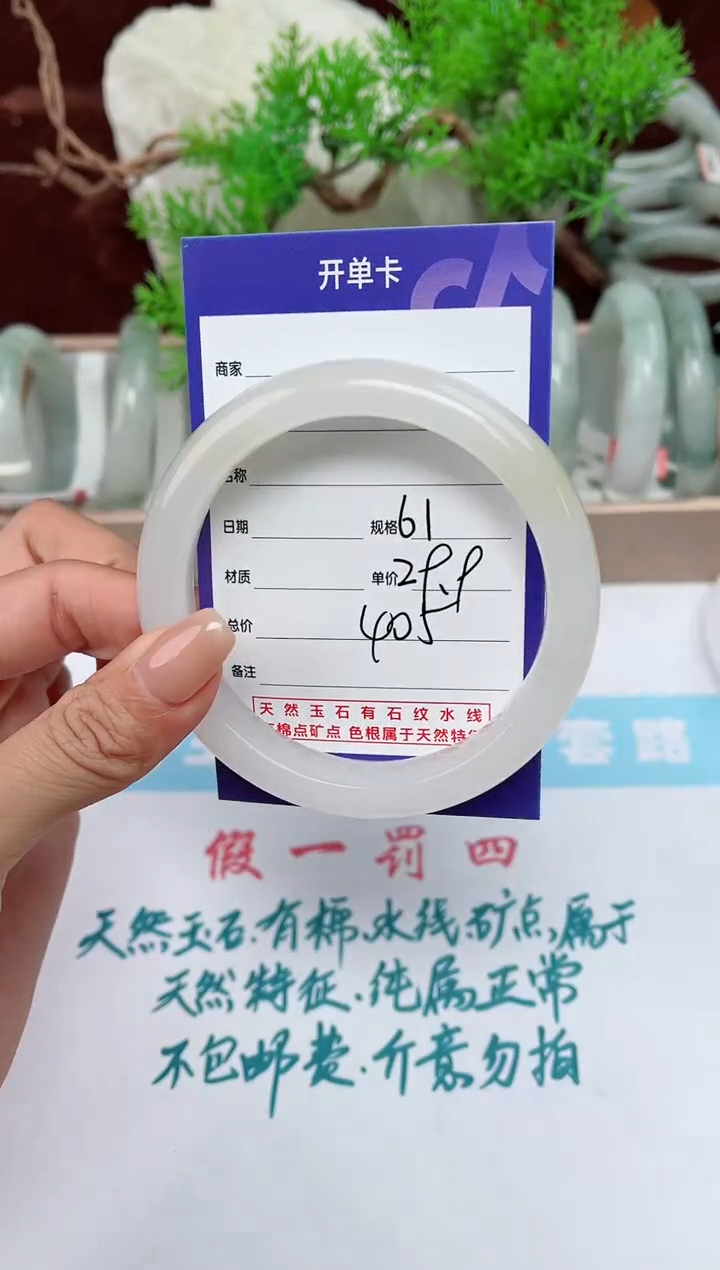 开单卡
商家
名称
日期 规格61
材质 单价
总价 405
备注
天然玉石有石纹水线
棉点矿点 色根属于天然特征
套路
假一罚四
天然玉石.有棉、水线.矿点,属于
天然特征.纯属正常
不包邮费.介意勿拍